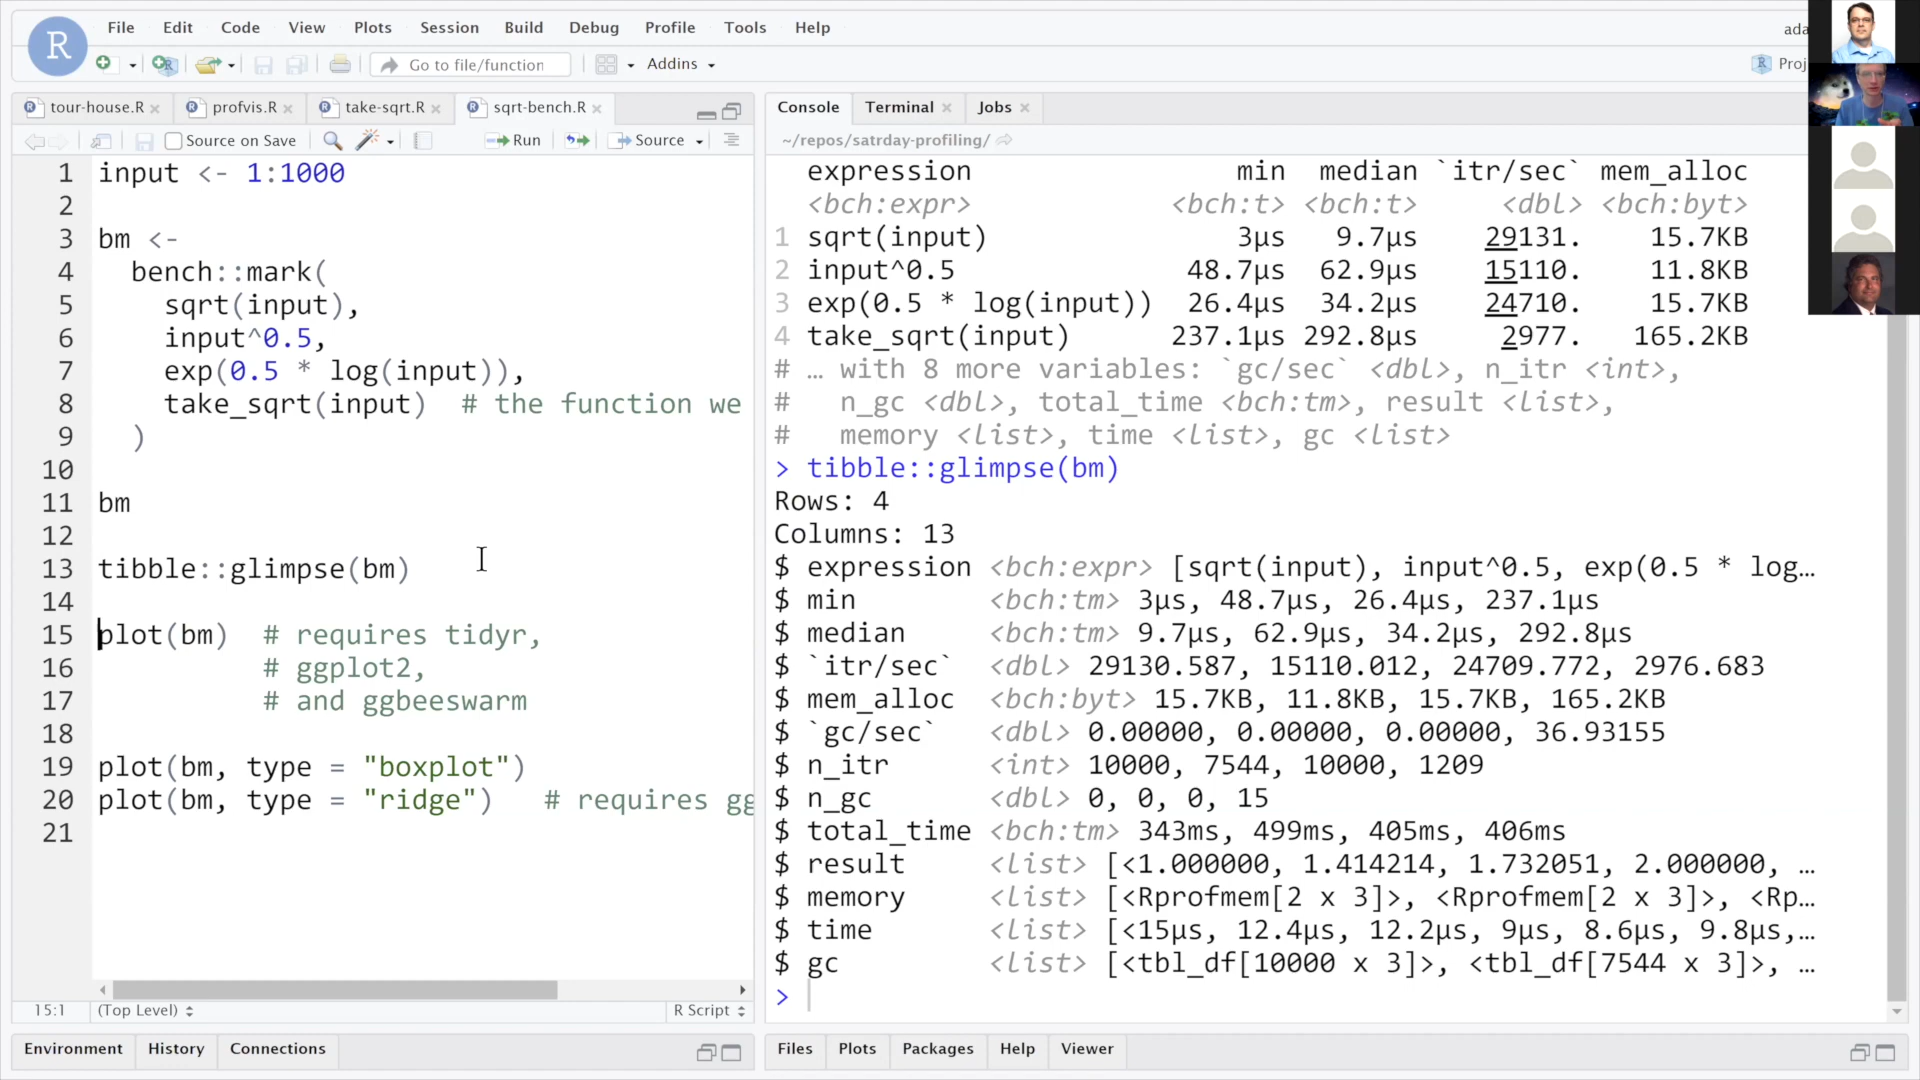 R
File Edit Code View Plots Session Build Debug Profile Tools Help
ada
Go to file/function
Addins
Proj
tour-house.R
profvis.R
take-sqrt.R
sqrt-bench.R
Source on Save
Run
Source
1 input <- 1:1000
2
3 bm <-
4 bench::mark(
5 sqrt(input),
6 input^0.5,
7 exp(0.5 * log(input)),
8 take_sqrt(input) # the function we
9 )
10
11 bm
12
13 tibble::glimpse(bm)
14
15 plot(bm) # requires tidyr,
16 # ggplot2,
17 # and ggbeeswarm
18
19 plot(bm, type = "boxplot")
20 plot(bm, type = "ridge") # requires gg
21
15:1 (Top Level) R Script
Environment History Connections
Console Terminal Jobs
~/repos/satrday-profiling/
expression min median `itr/sec` mem_alloc
<bch:expr> <bch:t> <bch:t> <dbl> <bch:byt>
1 sqrt(input) 3µs 9.7µs 29131. 15.7KB
2 input^0.5 48.7µs 62.9µs 15110. 11.8KB
3 exp(0.5 * log(input)) 26.4µs 34.2µs 24710. 15.7KB
4 take_sqrt(input) 237.1µs 292.8µs 2977. 165.2KB
# … with 8 more variables: `gc/sec` <dbl>, n_itr <int>,
# n_gc <dbl>, total_time <bch:tm>, result <list>,
# memory <list>, time <list>, gc <list>
> tibble::glimpse(bm)
Rows: 4
Columns: 13
$ expression <bch:expr> [sqrt(input), input^0.5, exp(0.5 * log…
$ min <bch:tm> 3µs, 48.7µs, 26.4µs, 237.1µs
$ median <bch:tm> 9.7µs, 62.9µs, 34.2µs, 292.8µs
$ `itr/sec` <dbl> 29130.587, 15110.012, 24709.772, 2976.683
$ mem_alloc <bch:byt> 15.7KB, 11.8KB, 15.7KB, 165.2KB
$ `gc/sec` <dbl> 0.00000, 0.00000, 0.00000, 36.93155
$ n_itr <int> 10000, 7544, 10000, 1209
$ n_gc <dbl> 0, 0, 0, 15
$ total_time <bch:tm> 343ms, 499ms, 405ms, 406ms
$ result <list> [<1.000000, 1.414214, 1.732051, 2.000000, …
$ memory <list> [<Rprofmem[2 x 3]>, <Rprofmem[2 x 3]>, <Rp…
$ time <list> [<15µs, 12.4µs, 12.2µs, 9µs, 8.6µs, 9.8µs,…
$ gc <list> [<tbl_df[10000 x 3]>, <tbl_df[7544 x 3]>, …
>
Files Plots Packages Help Viewer